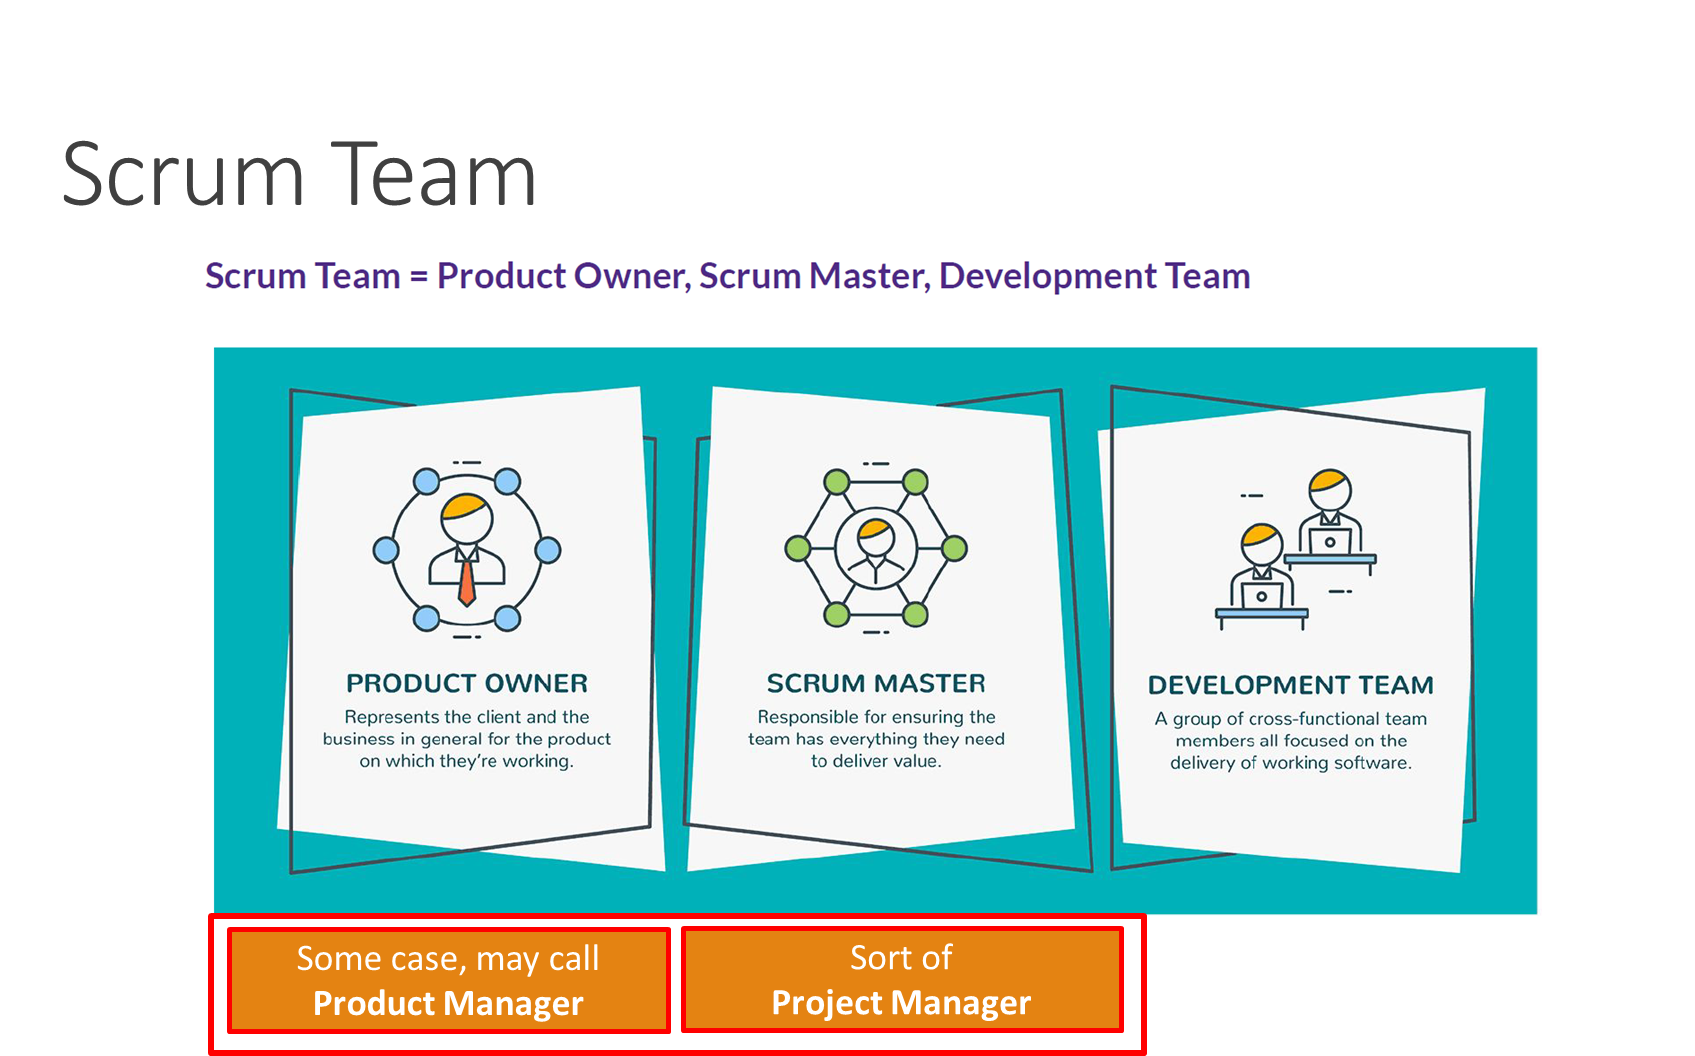 Scrum Team
Scrum Team = Product Owner, Scrum Master, Development Team
PRODUCT OWNER
Represents the client and the
business in general for the product
on which they're working.
SCRUM MASTER
Responsible for ensuring the
team has everything they need
to deliver value.
DEVELOPMENT TEAM
A group of cross-functional team
members all focused on the
delivery of working software.
Some case, may call
Product Manager
Sort of
Project Manager